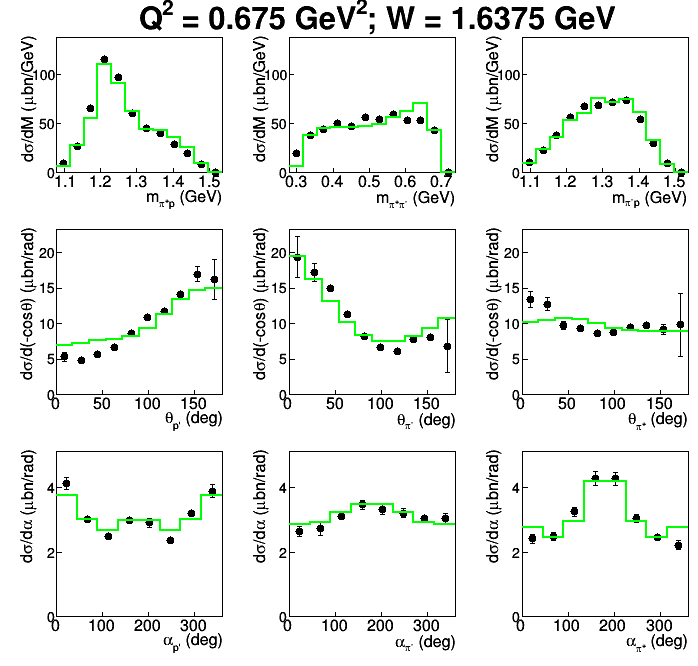 Q² = 0.675 GeV²; W = 1.6375 GeV
dσ/dM (μbn/GeV)
100
50
0
1.1 1.2 1.3 1.4 1.5
m_π⁺p (GeV)
dσ/dM (μbn/GeV)
100
50
0
0.3 0.4 0.5 0.6 0.7
m_π⁺π⁻ (GeV)
dσ/dM (μbn/GeV)
100
50
0
1.1 1.2 1.3 1.4 1.5
m_π⁻p (GeV)
dσ/d(-cosθ) (μbn/rad)
20
15
10
5
0
0 50 100 150
θ_p' (deg)
dσ/d(-cosθ) (μbn/rad)
20
15
10
5
0
0 50 100 150
θ_π⁻ (deg)
dσ/d(-cosθ) (μbn/rad)
20
15
10
5
0
0 50 100 150
θ_π⁺ (deg)
dσ/dα (μbn/rad)
4
2
0
0 100 200 300
α_p' (deg)
dσ/dα (μbn/rad)
4
2
0
0 100 200 300
α_π⁻ (deg)
dσ/dα (μbn/rad)
4
2
0
0 100 200 300
α_π⁺ (deg)